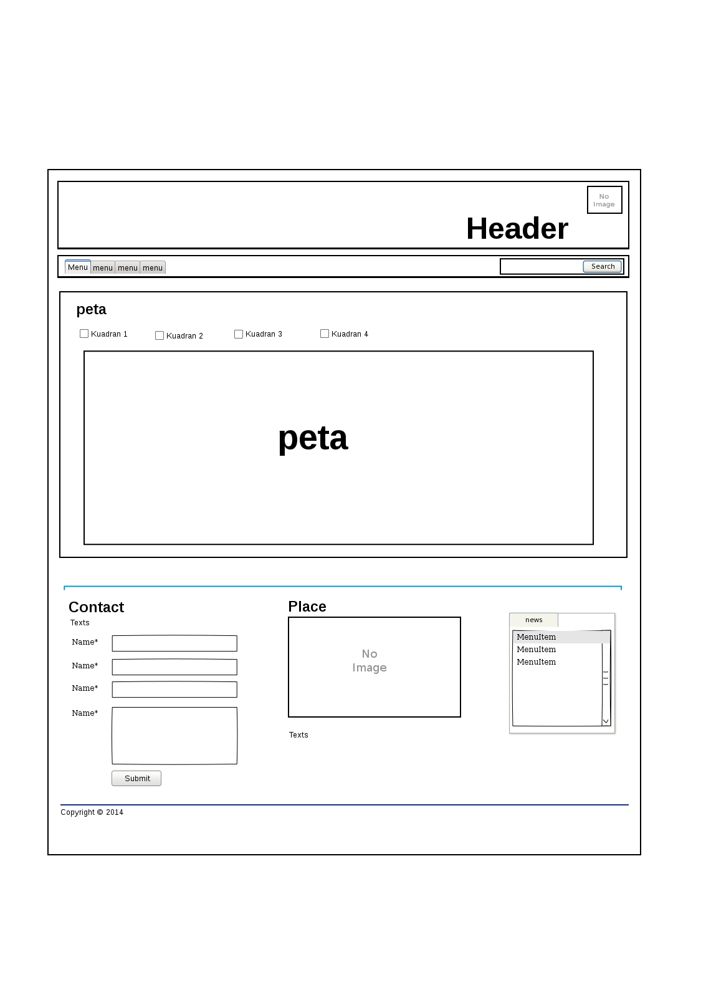 No
Image
Header
Menu menu menu menu
Search
peta
Kuadran 1 Kuadran 2 Kuadran 3 Kuadran 4
peta
Contact
Texts
Name*
Name*
Name*
Name*
Submit
Place
No
Image
Texts
news
MenuItem
MenuItem
MenuItem
Copyright © 2014